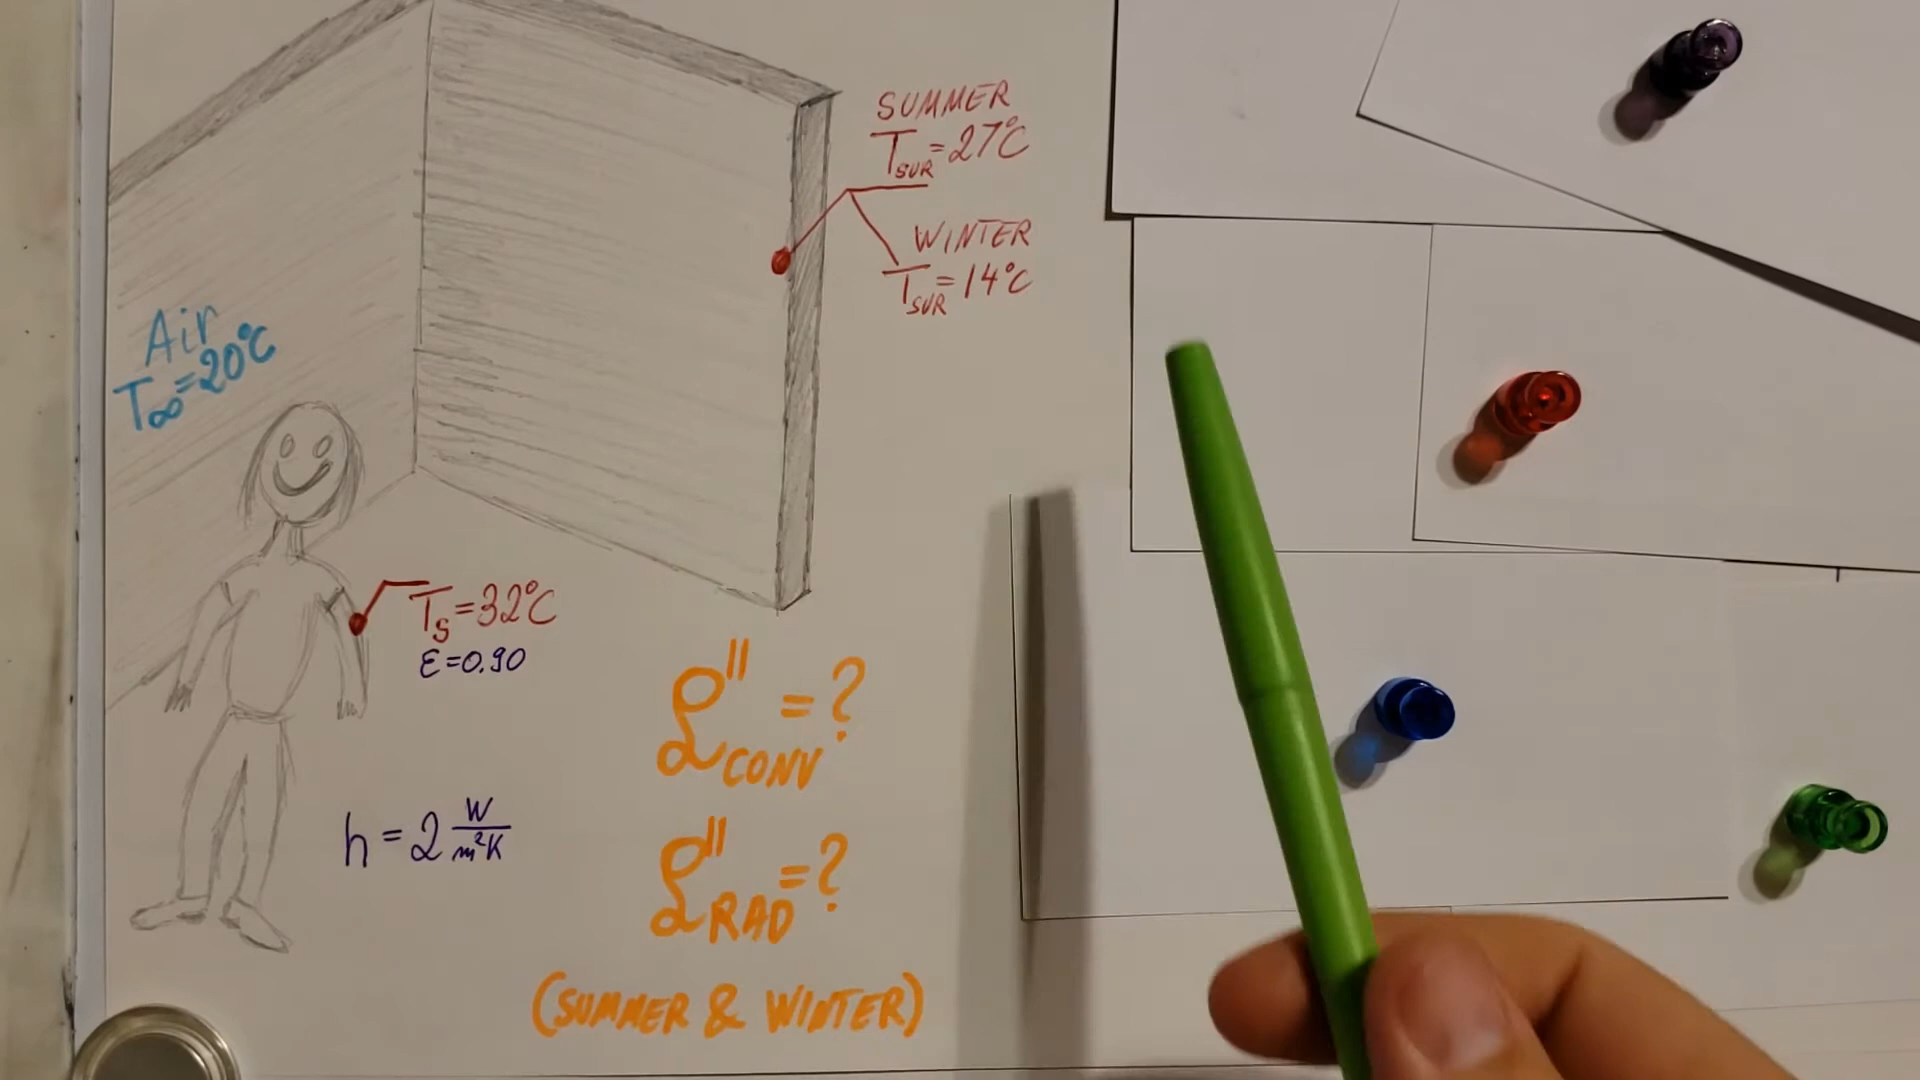 SUMMER
T_SUR = 27°C
WINTER
T_SUR = 14°C
Air
T∞ = 20°C
T_S = 32°C
ε = 0.90
h = 2 W/m²K
q''_CONV = ?
q''_RAD = ?
(SUMMER & WINTER)